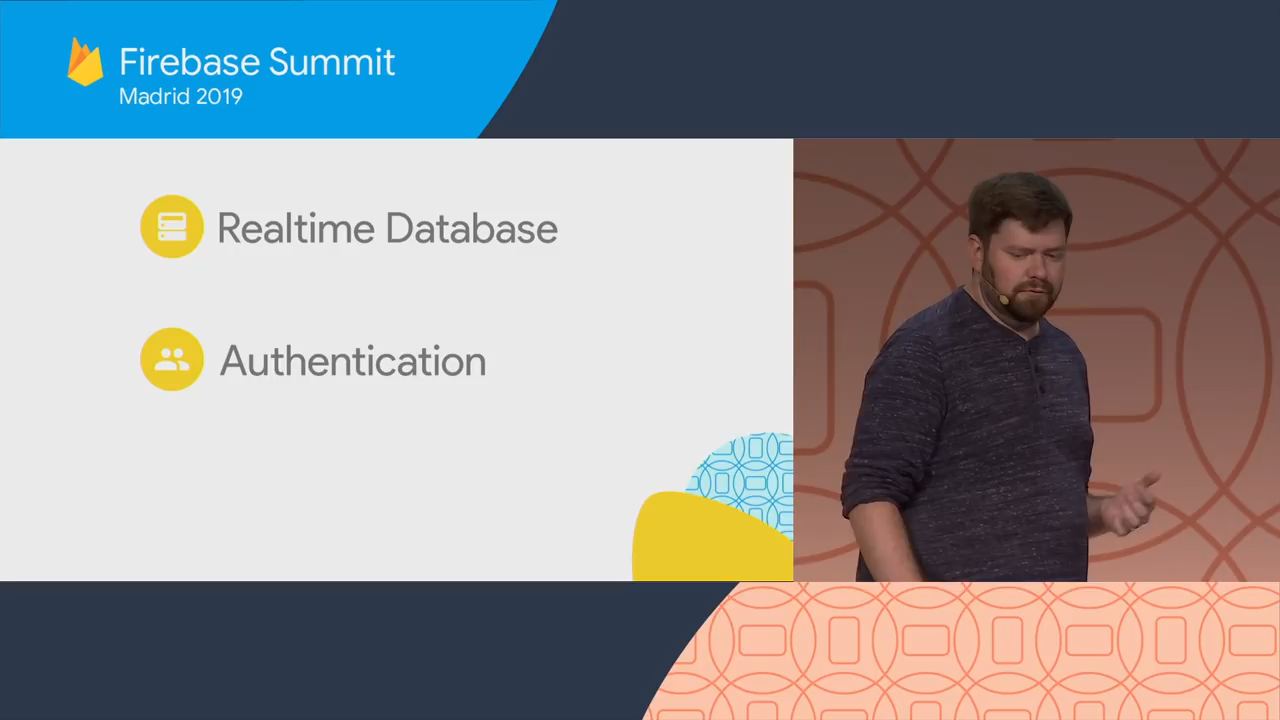 Firebase Summit
Madrid 2019
Realtime Database
Authentication